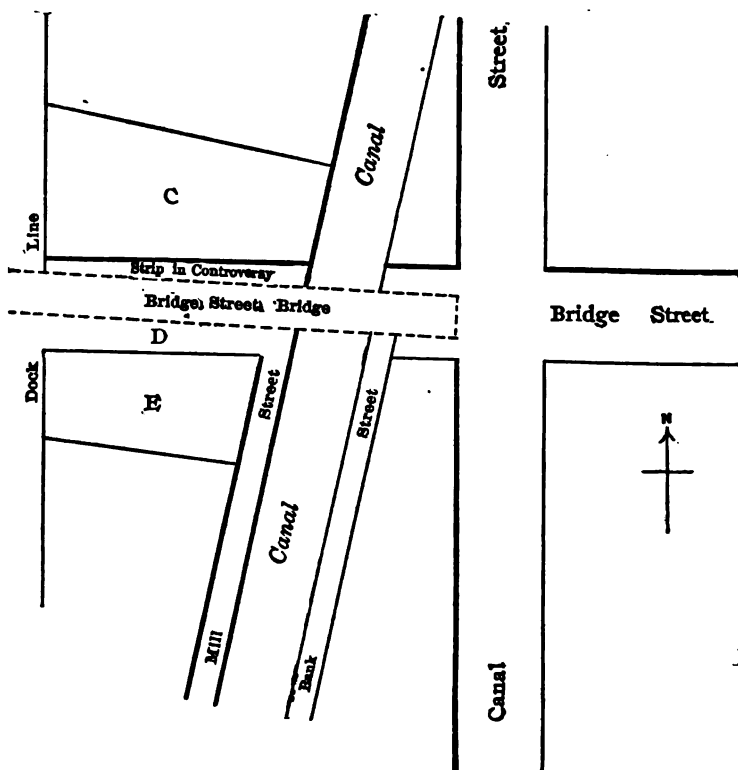 Street.
Canal
C
Line
Strip in Controversy
Bridge Street Bridge
Bridge Street.
D
Dock
E
Street
Street
N
Canal
Mill
Bank
Canal